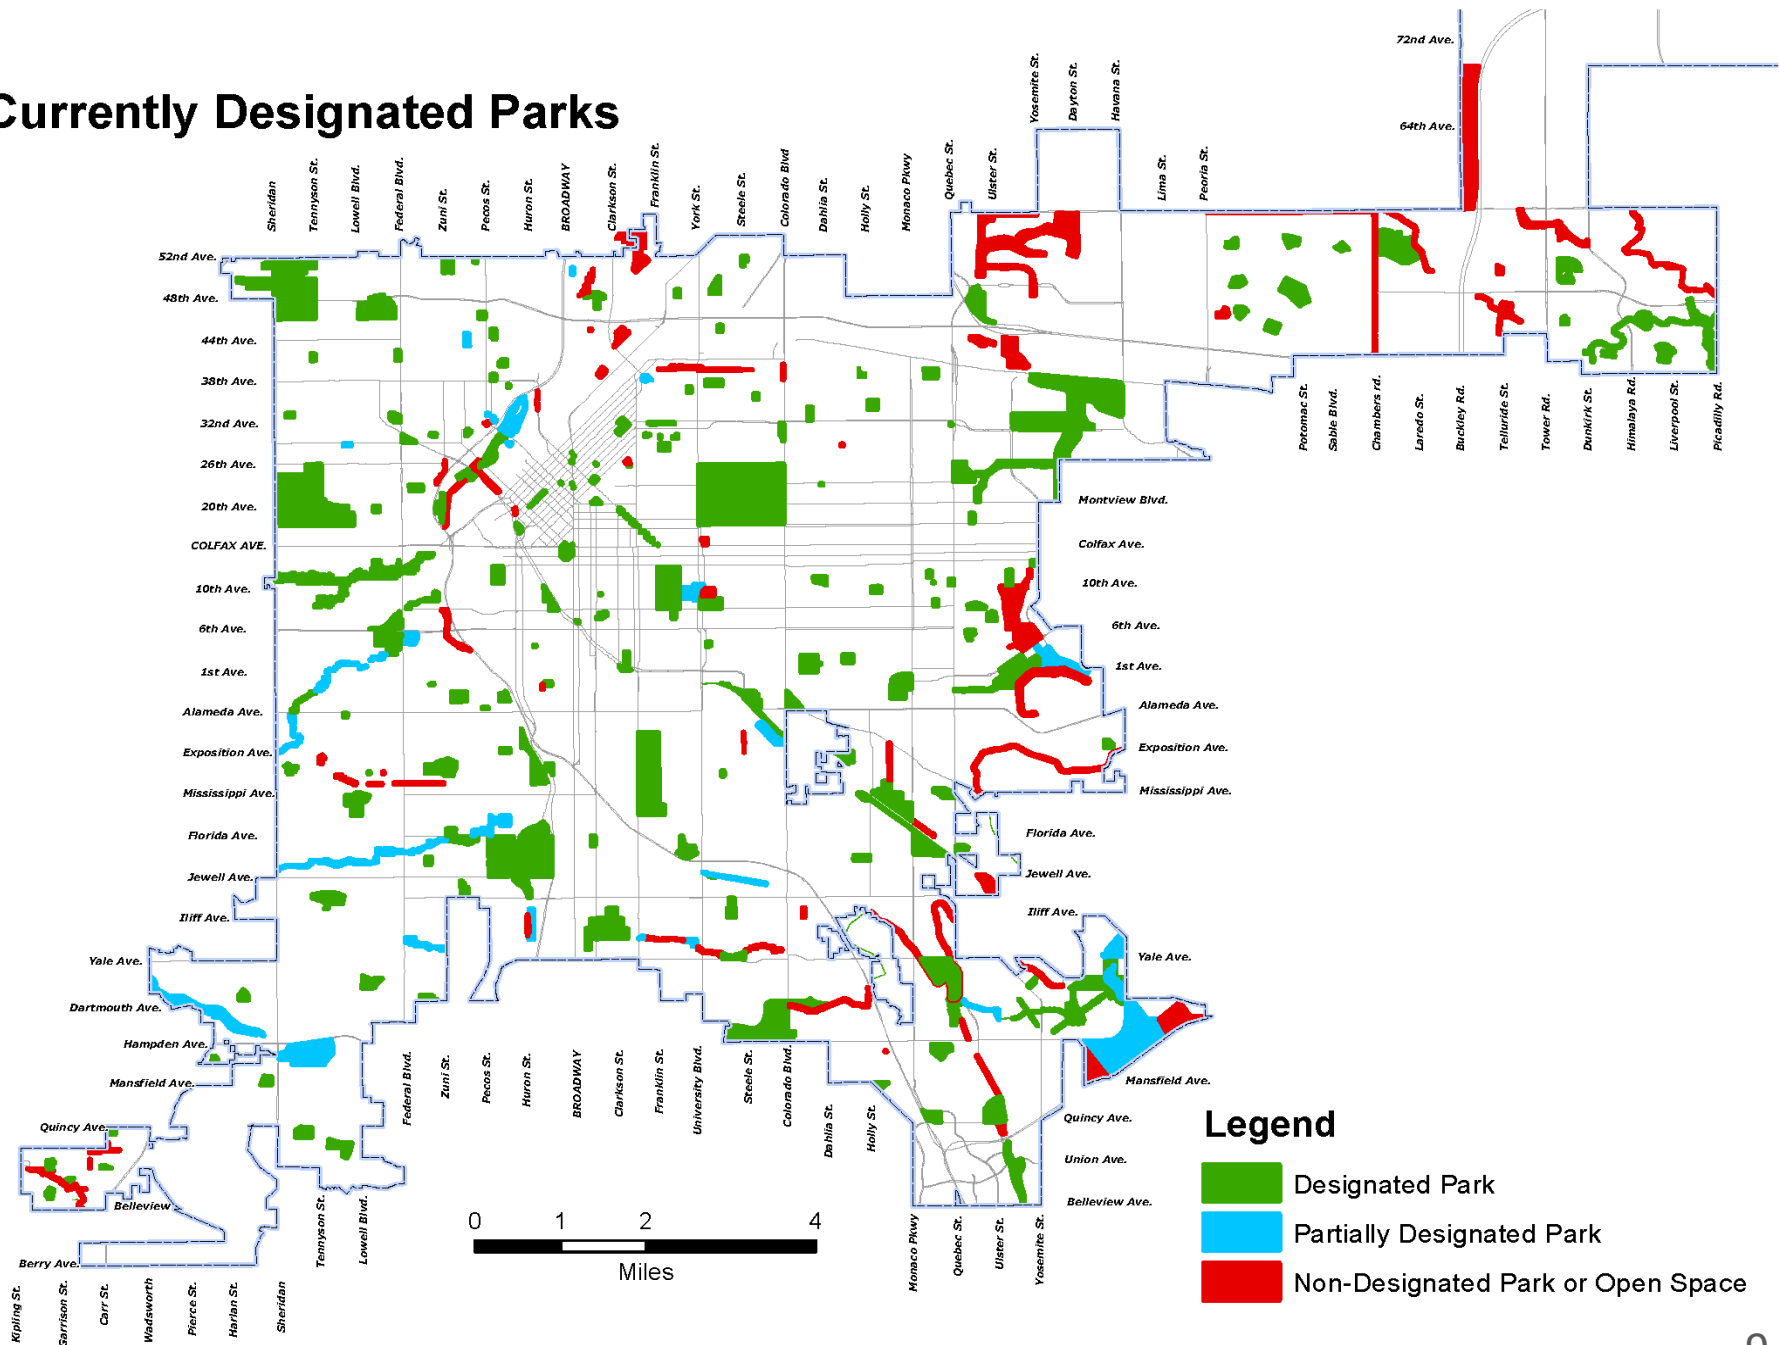 Currently Designated Parks
72nd Ave.
64th Ave.
Sheridan
Tennyson St.
Lowell Blvd.
Federal Blvd.
Zuni St.
Pecos St.
Huron St.
BROADWAY
Clarkson St.
Franklin St.
York St.
Steele St.
Colorado Blvd
Dahlia St.
Holly St.
Monaco Pkwy
Quebec St.
Ulster St.
Yosemite St.
Dayton St.
Havana St.
Lima St.
Peoria St.
52nd Ave.
48th Ave.
44th Ave.
38th Ave.
32nd Ave.
26th Ave.
20th Ave.
COLFAX AVE.
10th Ave.
6th Ave.
1st Ave.
Alameda Ave.
Exposition Ave.
Mississippi Ave.
Florida Ave.
Jewell Ave.
Iliff Ave.
Yale Ave.
Dartmouth Ave.
Hampden Ave.
Mansfield Ave.
Quincy Ave.
Belleview
Berry Ave.
Potomac St.
Sable Blvd.
Chambers rd.
Laredo St.
Buckley Rd.
Telluride St.
Tower Rd.
Dunkirk St.
Himalaya Rd.
Liverpool St.
Picadilly Rd.
Montview Blvd.
Colfax Ave.
10th Ave.
6th Ave.
1st Ave.
Alameda Ave.
Exposition Ave.
Mississippi Ave.
Florida Ave.
Jewell Ave.
Iliff Ave.
Yale Ave.
Mansfield Ave.
Quincy Ave.
Union Ave.
Belleview Ave.
Federal Blvd.
Zuni St.
Pecos St.
Huron St.
BROADWAY
Clarkson St.
Franklin St.
University Blvd.
Steele St.
Colorado Blvd.
Dahlia St.
Holly St.
Monaco Pkwy
Quebec St.
Ulster St.
Yosemite St.
Tennyson St.
Lowell Blvd.
Kipling St.
Garrison St.
Carr St.
Wadsworth
Pierce St.
Harlan St.
Sheridan
0 1 2 4
Miles
Legend
Designated Park
Partially Designated Park
Non-Designated Park or Open Space